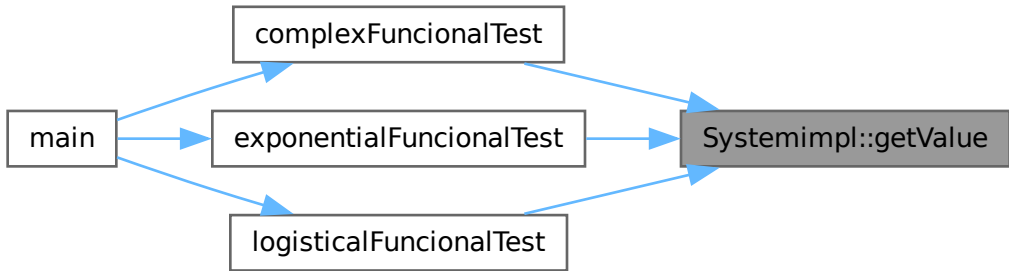 complexFuncionalTest
main
exponentialFuncionalTest
Systemimpl::getValue
logisticalFuncionalTest